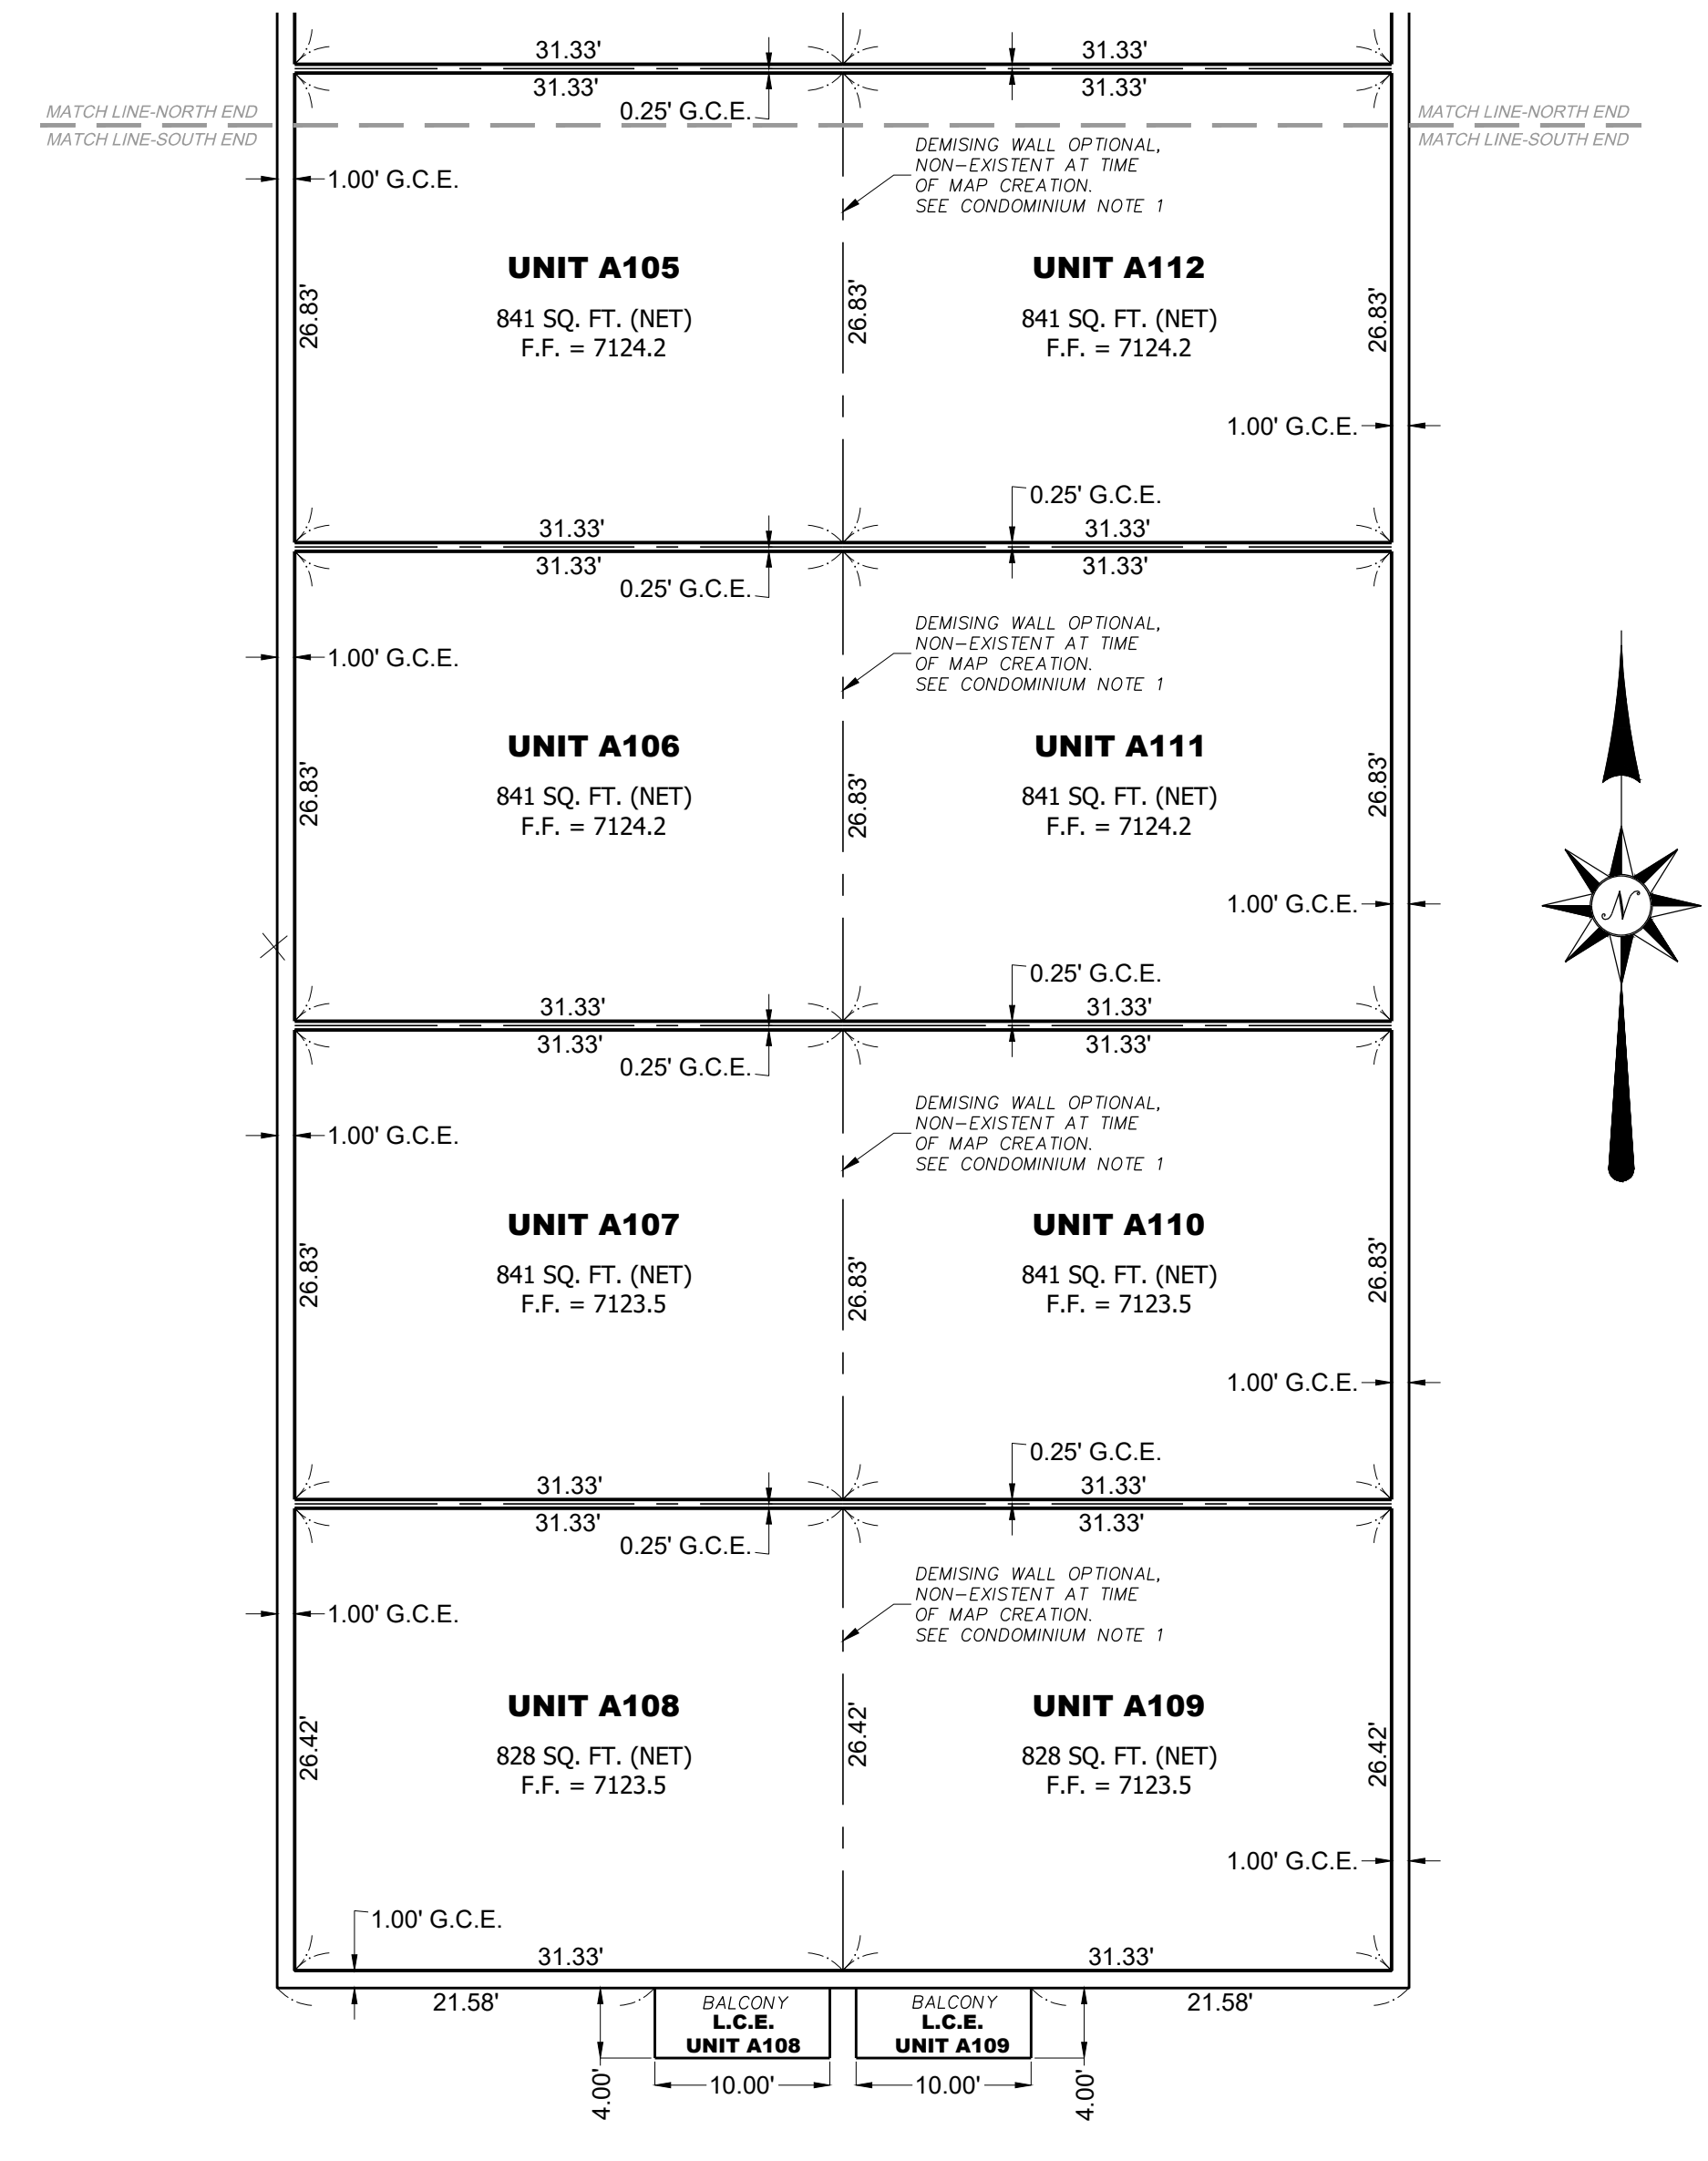 31.33' 31.33'
31.33' 31.33'
0.25' G.C.E.
MATCH LINE-NORTH END MATCH LINE-NORTH END
MATCH LINE-SOUTH END MATCH LINE-SOUTH END
DEMISING WALL OPTIONAL,
NON-EXISTENT AT TIME
OF MAP CREATION.
SEE CONDOMINIUM NOTE 1
1.00' G.C.E.
UNIT A105
841 SQ. FT. (NET)
F.F. = 7124.2
UNIT A112
841 SQ. FT. (NET)
F.F. = 7124.2
26.83' 26.83' 26.83'
1.00' G.C.E.
0.25' G.C.E.
31.33' 31.33'
31.33' 31.33'
0.25' G.C.E.
DEMISING WALL OPTIONAL,
NON-EXISTENT AT TIME
OF MAP CREATION.
SEE CONDOMINIUM NOTE 1
1.00' G.C.E.
UNIT A106
841 SQ. FT. (NET)
F.F. = 7124.2
UNIT A111
841 SQ. FT. (NET)
F.F. = 7124.2
26.83' 26.83' 26.83'
1.00' G.C.E.
N
0.25' G.C.E.
31.33' 31.33'
31.33' 31.33'
0.25' G.C.E.
DEMISING WALL OPTIONAL,
NON-EXISTENT AT TIME
OF MAP CREATION.
SEE CONDOMINIUM NOTE 1
1.00' G.C.E.
UNIT A107
841 SQ. FT. (NET)
F.F. = 7123.5
UNIT A110
841 SQ. FT. (NET)
F.F. = 7123.5
26.83' 26.83' 26.83'
1.00' G.C.E.
0.25' G.C.E.
31.33' 31.33'
31.33' 31.33'
0.25' G.C.E.
DEMISING WALL OPTIONAL,
NON-EXISTENT AT TIME
OF MAP CREATION.
SEE CONDOMINIUM NOTE 1
1.00' G.C.E.
UNIT A108
828 SQ. FT. (NET)
F.F. = 7123.5
UNIT A109
828 SQ. FT. (NET)
F.F. = 7123.5
26.42' 26.42' 26.42'
1.00' G.C.E.
1.00' G.C.E.
31.33' 31.33'
21.58' 21.58'
BALCONY
L.C.E.
UNIT A108
BALCONY
L.C.E.
UNIT A109
4.00' 10.00' 10.00' 4.00'